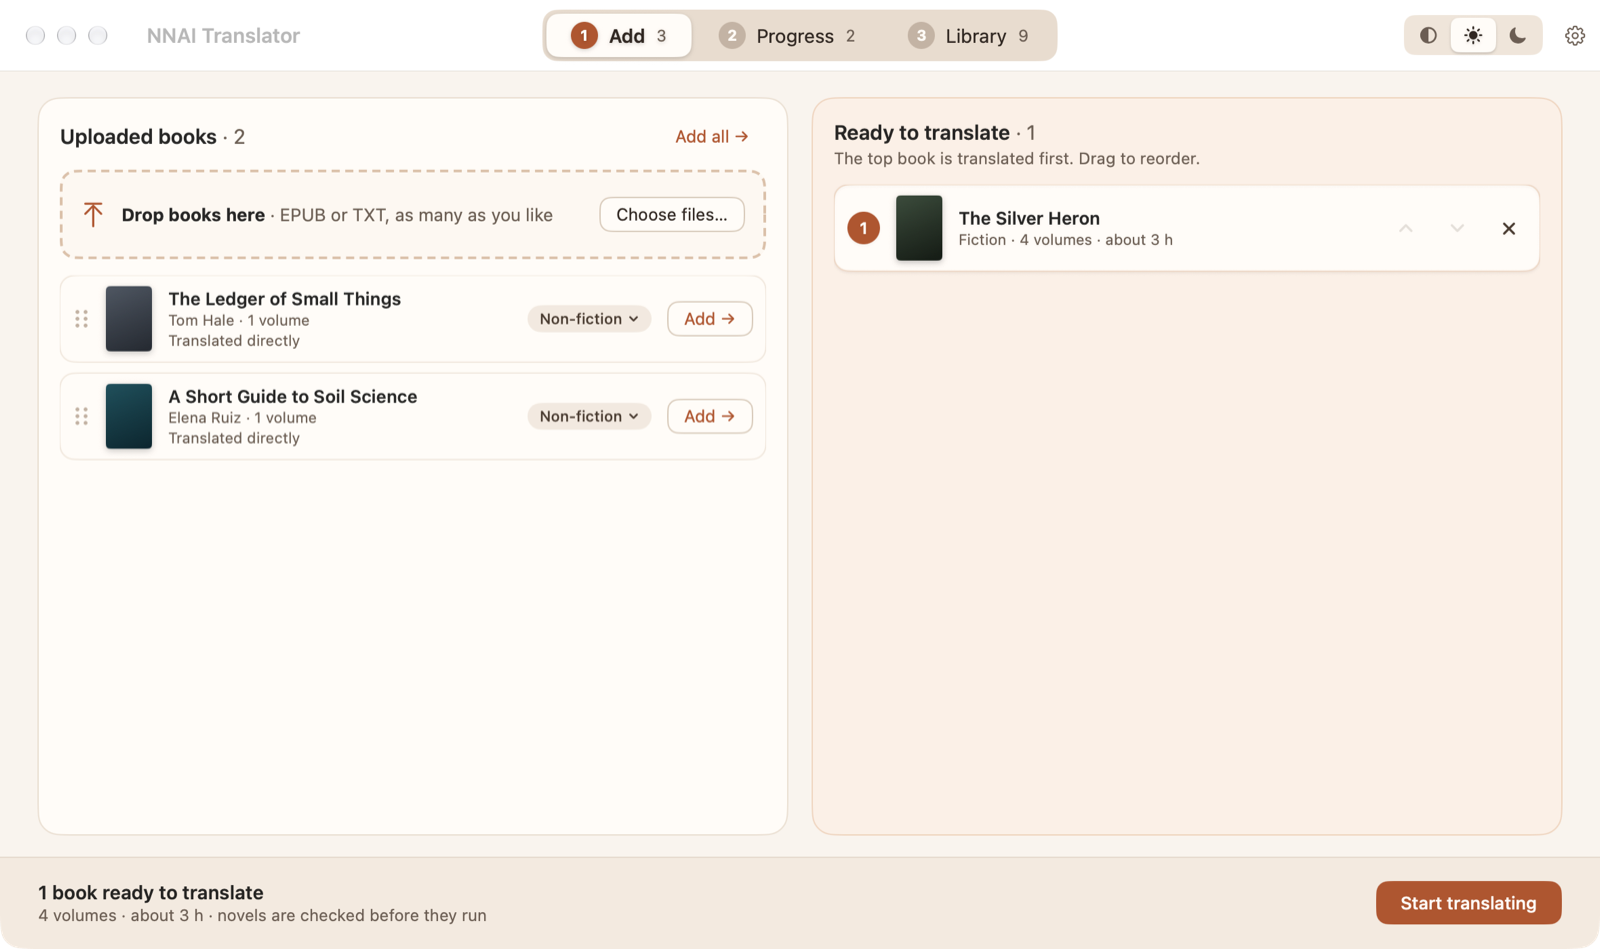 NNAI Translator
1 Add 3
2 Progress 2
3 Library 9
Uploaded books · 2
Add all →
Drop books here · EPUB or TXT, as many as you like
Choose files...
The Ledger of Small Things
Tom Hale · 1 volume
Translated directly
Non-fiction
Add →
A Short Guide to Soil Science
Elena Ruiz · 1 volume
Translated directly
Non-fiction
Add →
Ready to translate · 1
The top book is translated first. Drag to reorder.
1
The Silver Heron
Fiction · 4 volumes · about 3 h
1 book ready to translate
4 volumes · about 3 h · novels are checked before they run
Start translating